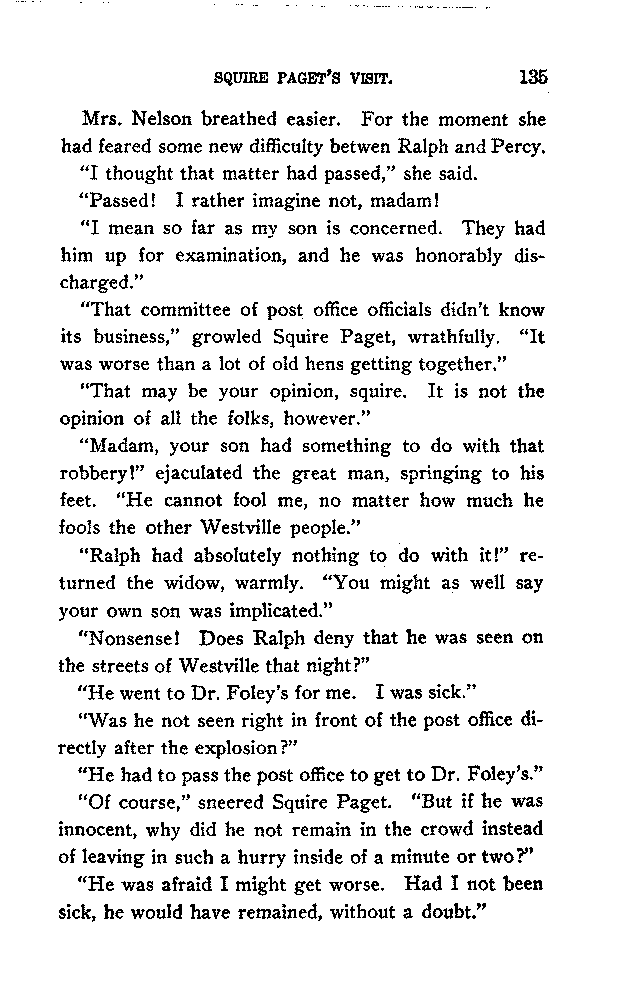 SQUIRE PAGET'S VISIT. 135
Mrs. Nelson breathed easier. For the moment she
had feared some new difficulty betwen Ralph and Percy.
"I thought that matter had passed," she said.
"Passed! I rather imagine not, madam!
"I mean so far as my son is concerned. They had
him up for examination, and he was honorably dis-
charged."
"That committee of post office officials didn't know
its business," growled Squire Paget, wrathfully. "It
was worse than a lot of old hens getting together."
"That may be your opinion, squire. It is not the
opinion of all the folks, however."
"Madam, your son had something to do with that
robbery!" ejaculated the great man, springing to his
feet. "He cannot fool me, no matter how much he
fools the other Westville people."
"Ralph had absolutely nothing to do with it!" re-
turned the widow, warmly. "You might as well say
your own son was implicated."
"Nonsense! Does Ralph deny that he was seen on
the streets of Westville that night?"
"He went to Dr. Foley's for me. I was sick."
"Was he not seen right in front of the post office di-
rectly after the explosion?"
"He had to pass the post office to get to Dr. Foley's."
"Of course," sneered Squire Paget. "But if he was
innocent, why did he not remain in the crowd instead
of leaving in such a hurry inside of a minute or two?"
"He was afraid I might get worse. Had I not been
sick, he would have remained, without a doubt."